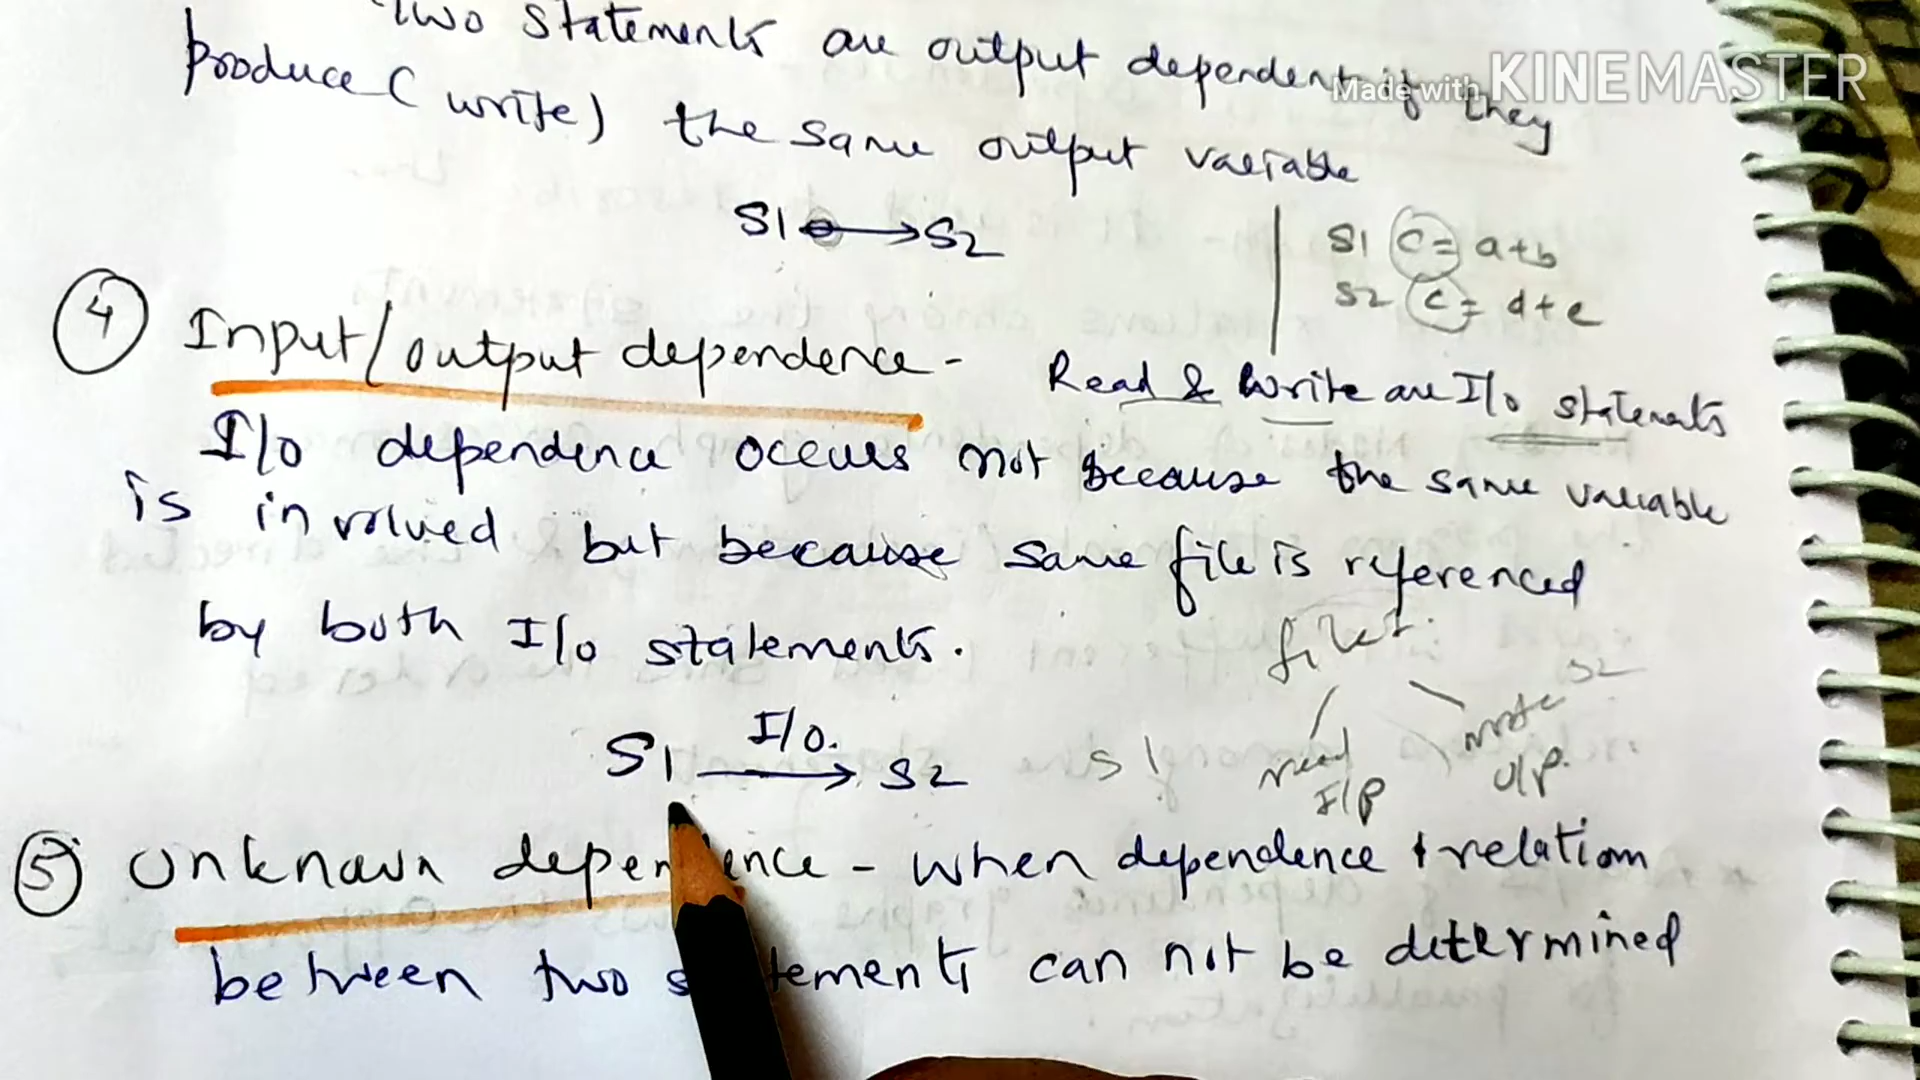 Two statements are output dependent if they
produce (write) the same output variable
S1 → S2
S1 C = a+b
S2 C = d+e
④ Input/output dependence -
Read & Write are I/o statements
I/o dependence occurs not because the same variable
is involved but because same file is referenced
by both I/o statements.
file
S1 I/o. → S2
S1 read I/P
write S2 O/P.
⑤ Unknown dependence - when dependence relation
between two statements can not be determined
Made with KINEMASTER